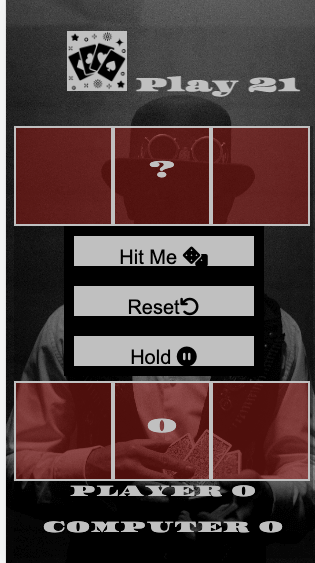 Play 21
?
Hit Me
Reset
Hold
0
PLAYER 0
COMPUTER 0